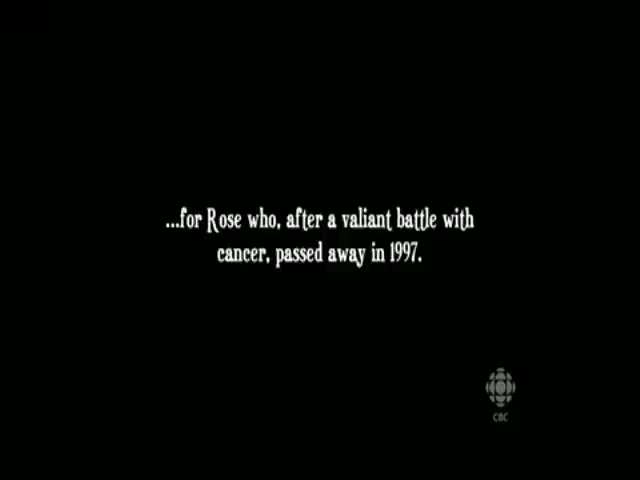 ...for Rose who, after a valiant battle with
cancer, passed away in 1997.
CBC